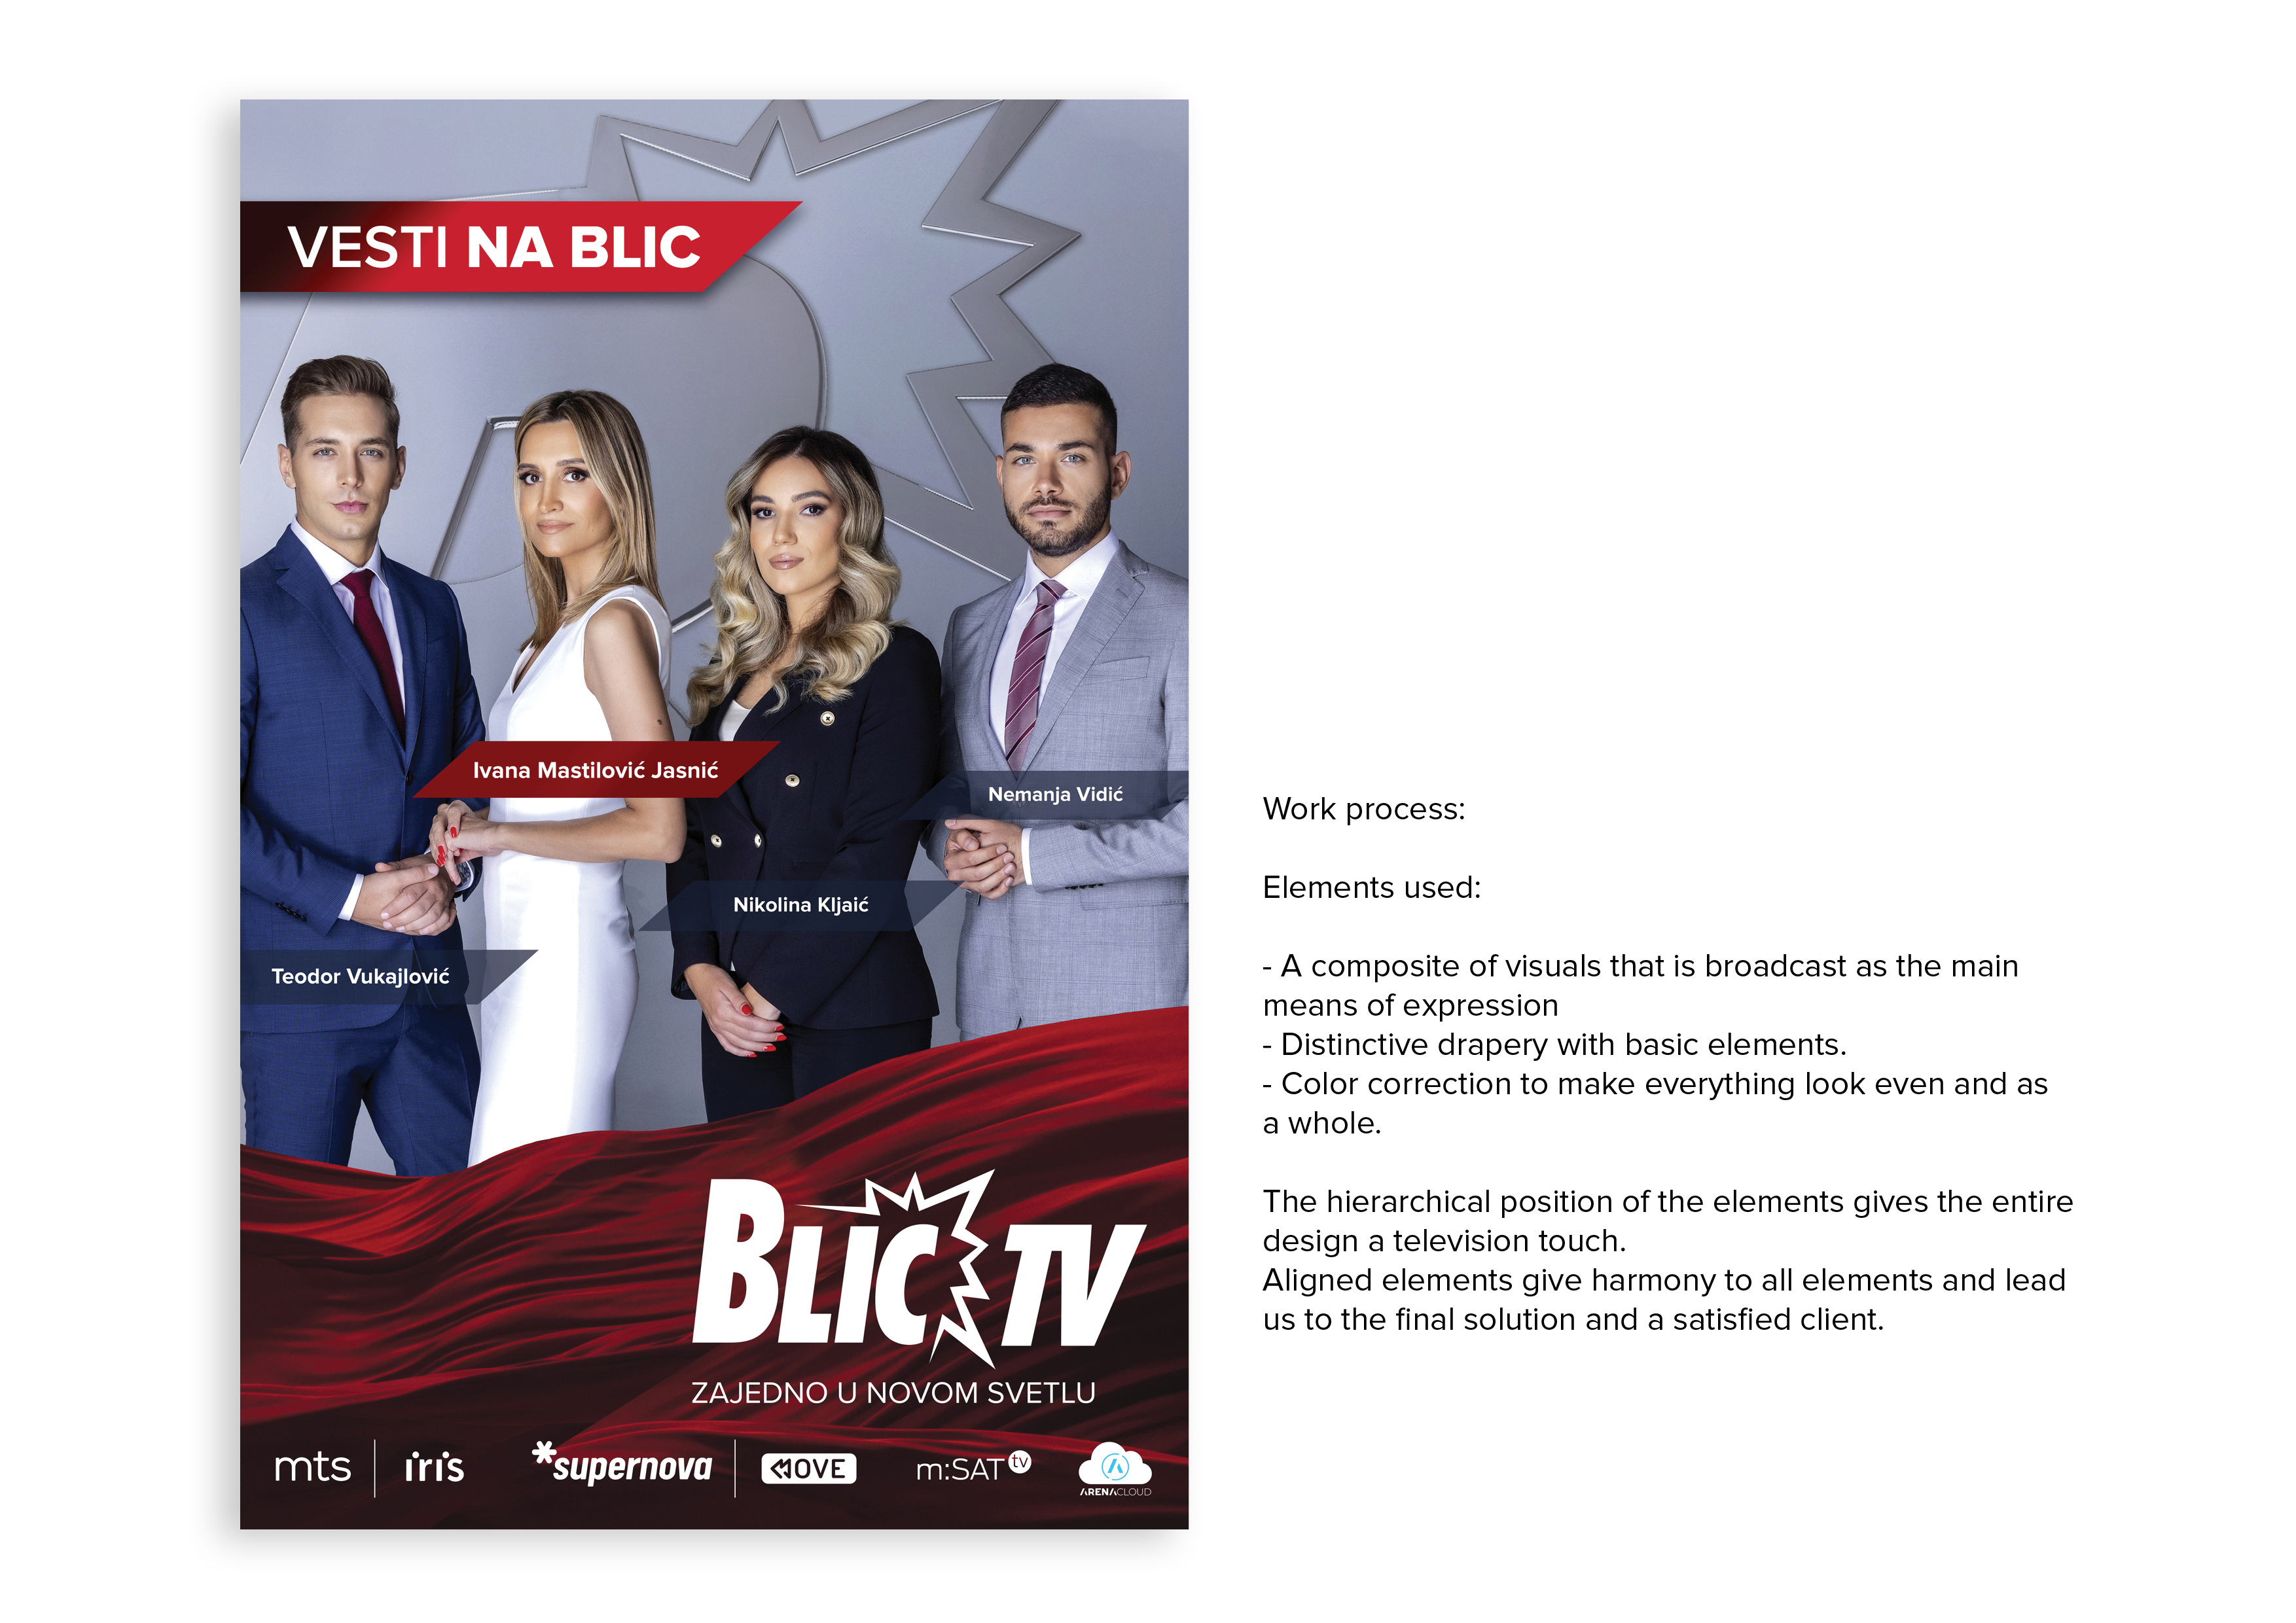 VESTI NA BLIC
Ivana Mastilović Jasnić
Nemanja Vidić
Nikolina Kljaić
Teodor Vukajlović
BLIC TV
ZAJEDNO U NOVOM SVETLU
mts
iris
*supernova
MOVE
m:SAT tv
ARENACLOUD
Work process:
Elements used:
- A composite of visuals that is broadcast as the main
means of expression
- Distinctive drapery with basic elements.
- Color correction to make everything look even and as
a whole.
The hierarchical position of the elements gives the entire
design a television touch.
Aligned elements give harmony to all elements and lead
us to the final solution and a satisfied client.